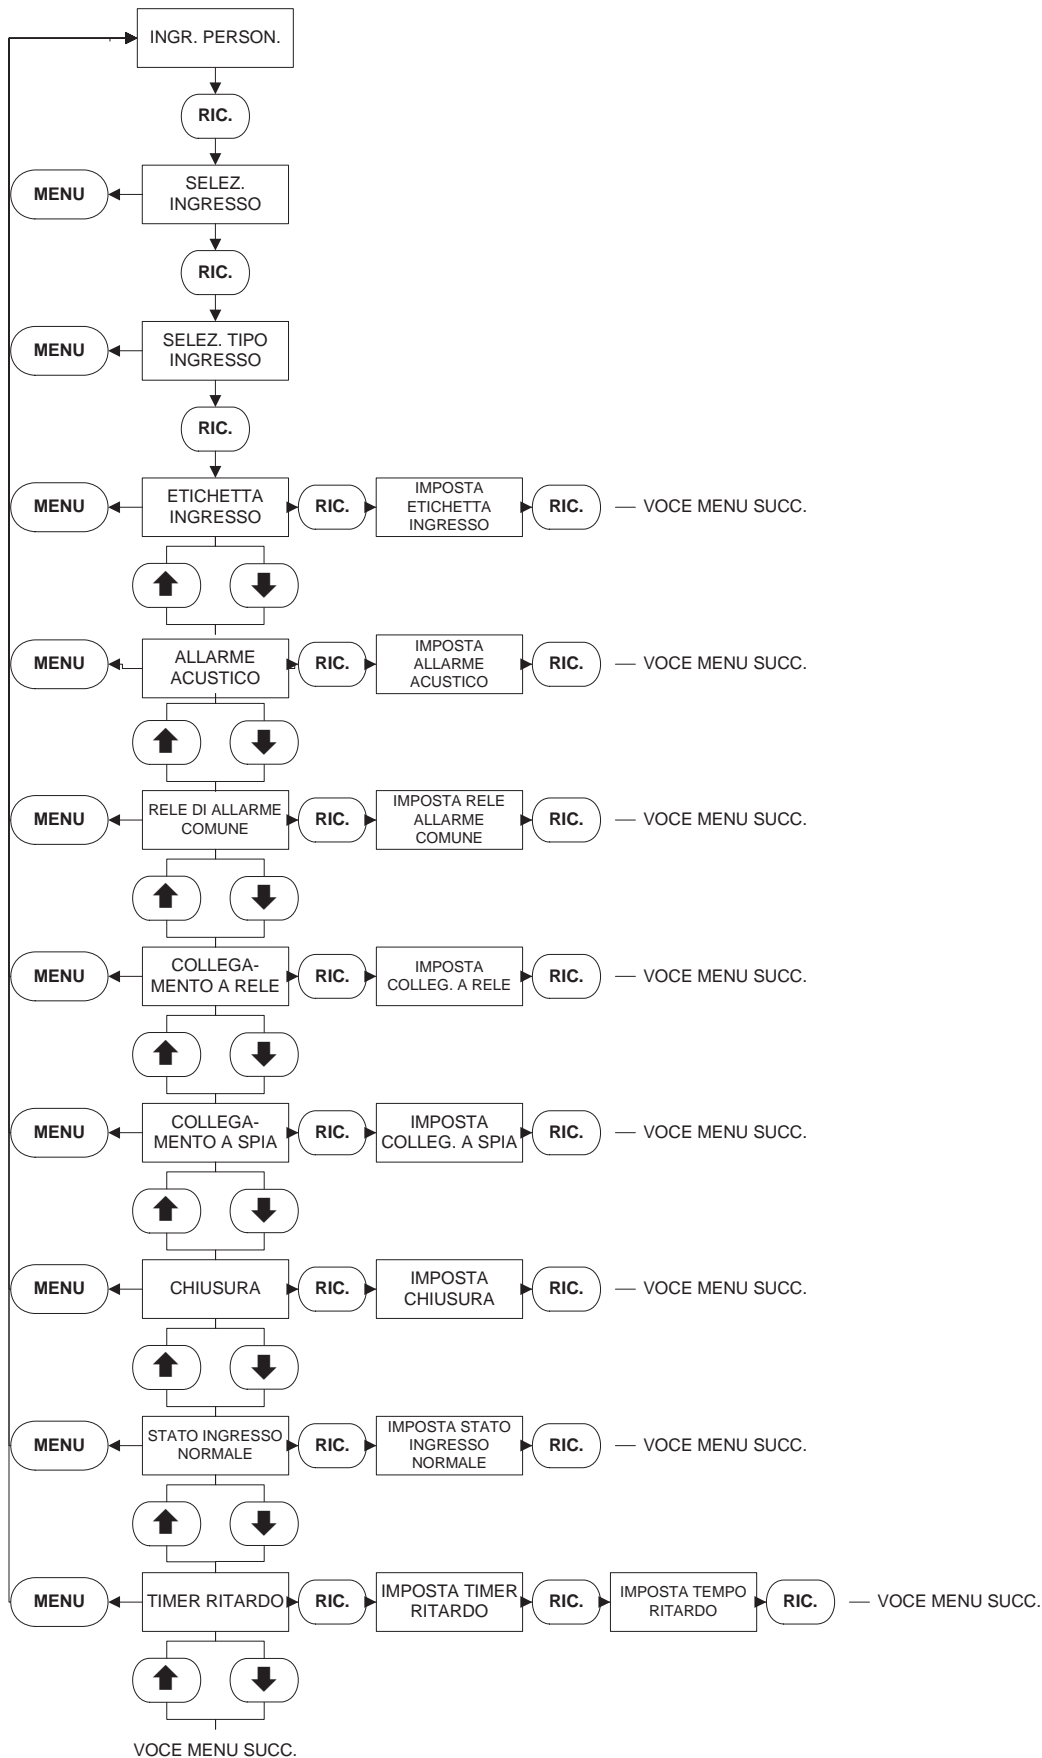 INGR. PERSON.
RIC.
MENU
SELEZ.
INGRESSO
RIC.
MENU
SELEZ. TIPO
INGRESSO
RIC.
MENU
ETICHETTA
INGRESSO
RIC.
IMPOSTA
ETICHETTA
INGRESSO
RIC.
VOCE MENU SUCC.
MENU
ALLARME
ACUSTICO
RIC.
IMPOSTA
ALLARME
ACUSTICO
RIC.
VOCE MENU SUCC.
MENU
RELE DI ALLARME
COMUNE
RIC.
IMPOSTA RELE
ALLARME
COMUNE
RIC.
VOCE MENU SUCC.
MENU
COLLEGA-
MENTO A RELE
RIC.
IMPOSTA
COLLEG. A RELE
RIC.
VOCE MENU SUCC.
MENU
COLLEGA-
MENTO A SPIA
RIC.
IMPOSTA
COLLEG. A SPIA
RIC.
VOCE MENU SUCC.
MENU
CHIUSURA
RIC.
IMPOSTA
CHIUSURA
RIC.
VOCE MENU SUCC.
MENU
STATO INGRESSO
NORMALE
RIC.
IMPOSTA STATO
INGRESSO
NORMALE
RIC.
VOCE MENU SUCC.
MENU
TIMER RITARDO
RIC.
IMPOSTA TIMER
RITARDO
RIC.
IMPOSTA TEMPO
RITARDO
RIC.
VOCE MENU SUCC.
VOCE MENU SUCC.